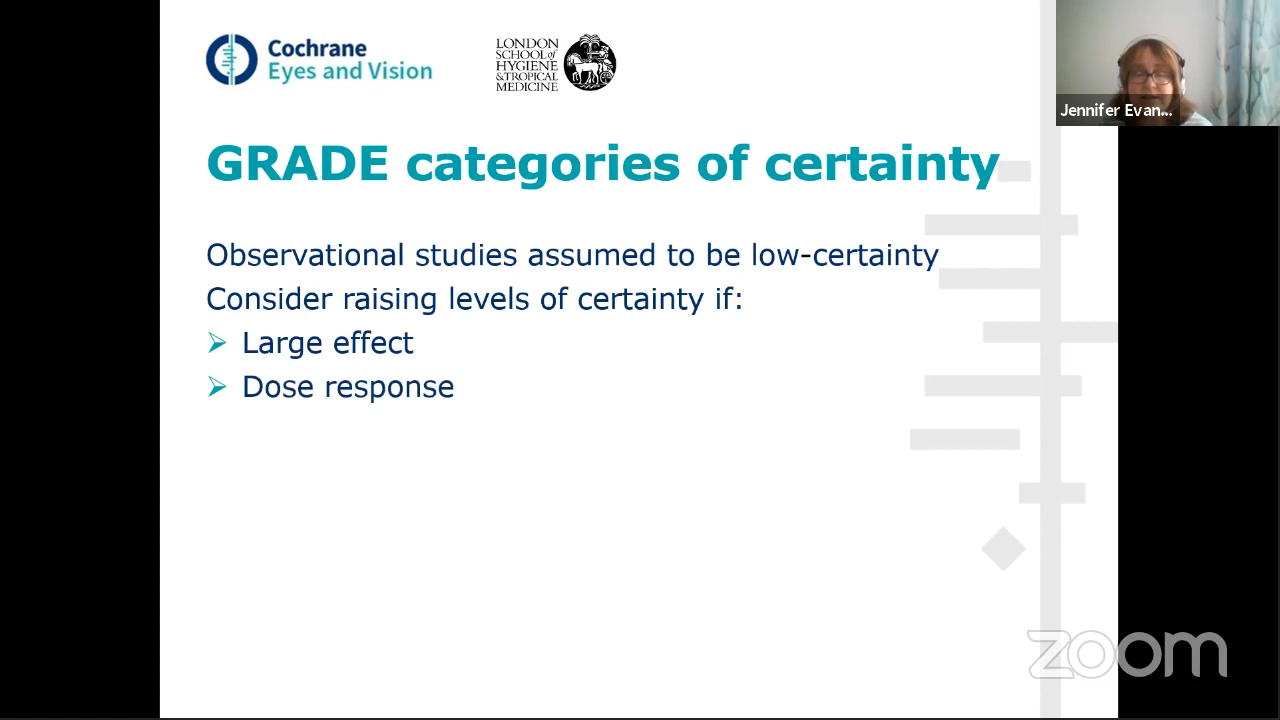 Cochrane
Eyes and Vision
LONDON
SCHOOL of
HYGIENE
& TROPICAL
MEDICINE
Jennifer Evan...
GRADE categories of certainty
Observational studies assumed to be low-certainty
Consider raising levels of certainty if:
Large effect
Dose response
zoom